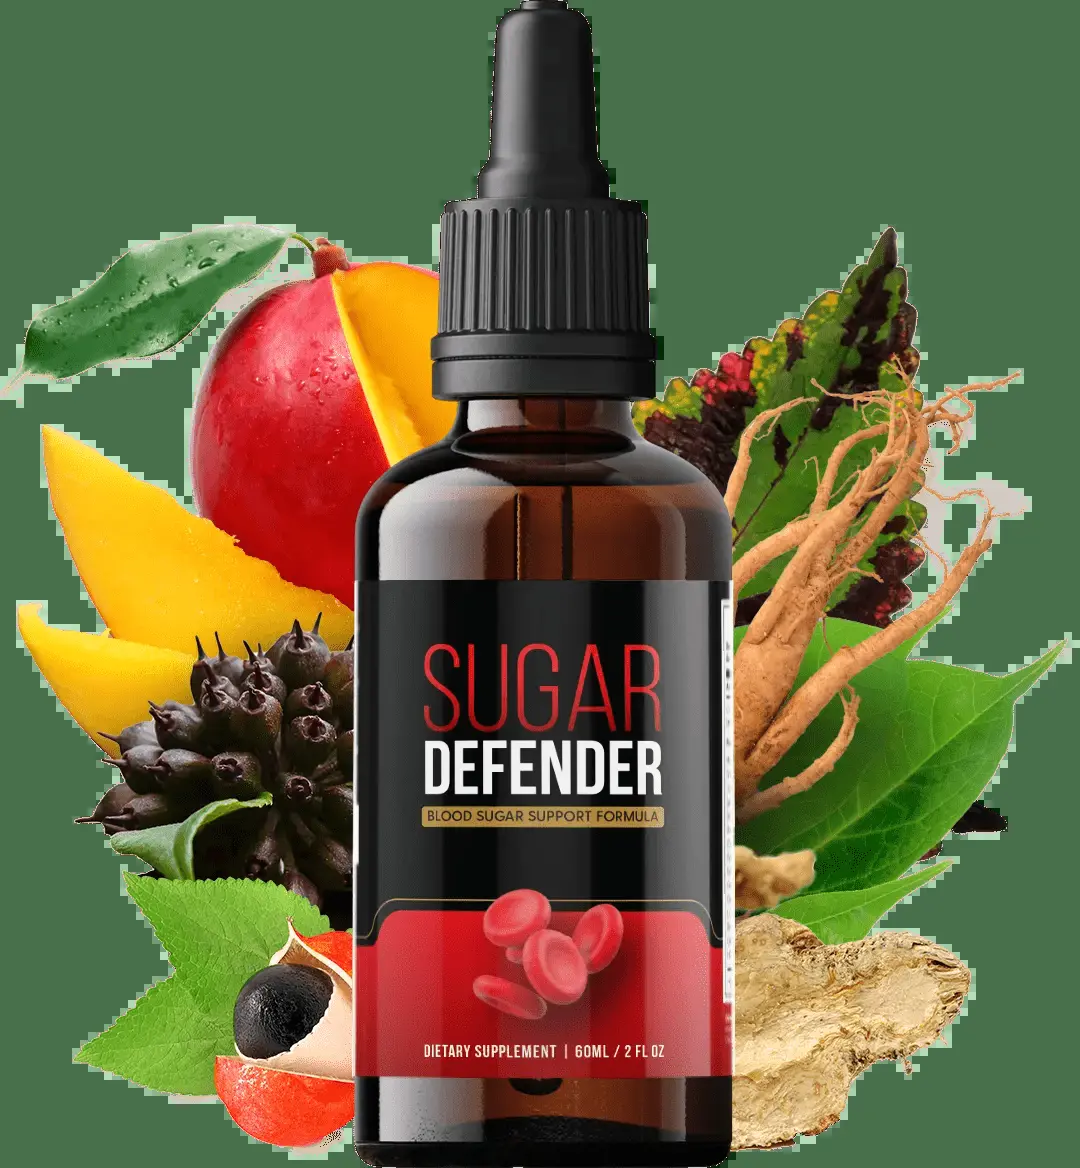 SUGAR
DEFENDER
BLOOD SUGAR SUPPORT FORMULA
DIETARY SUPPLEMENT | 60ML / 2 FL OZ